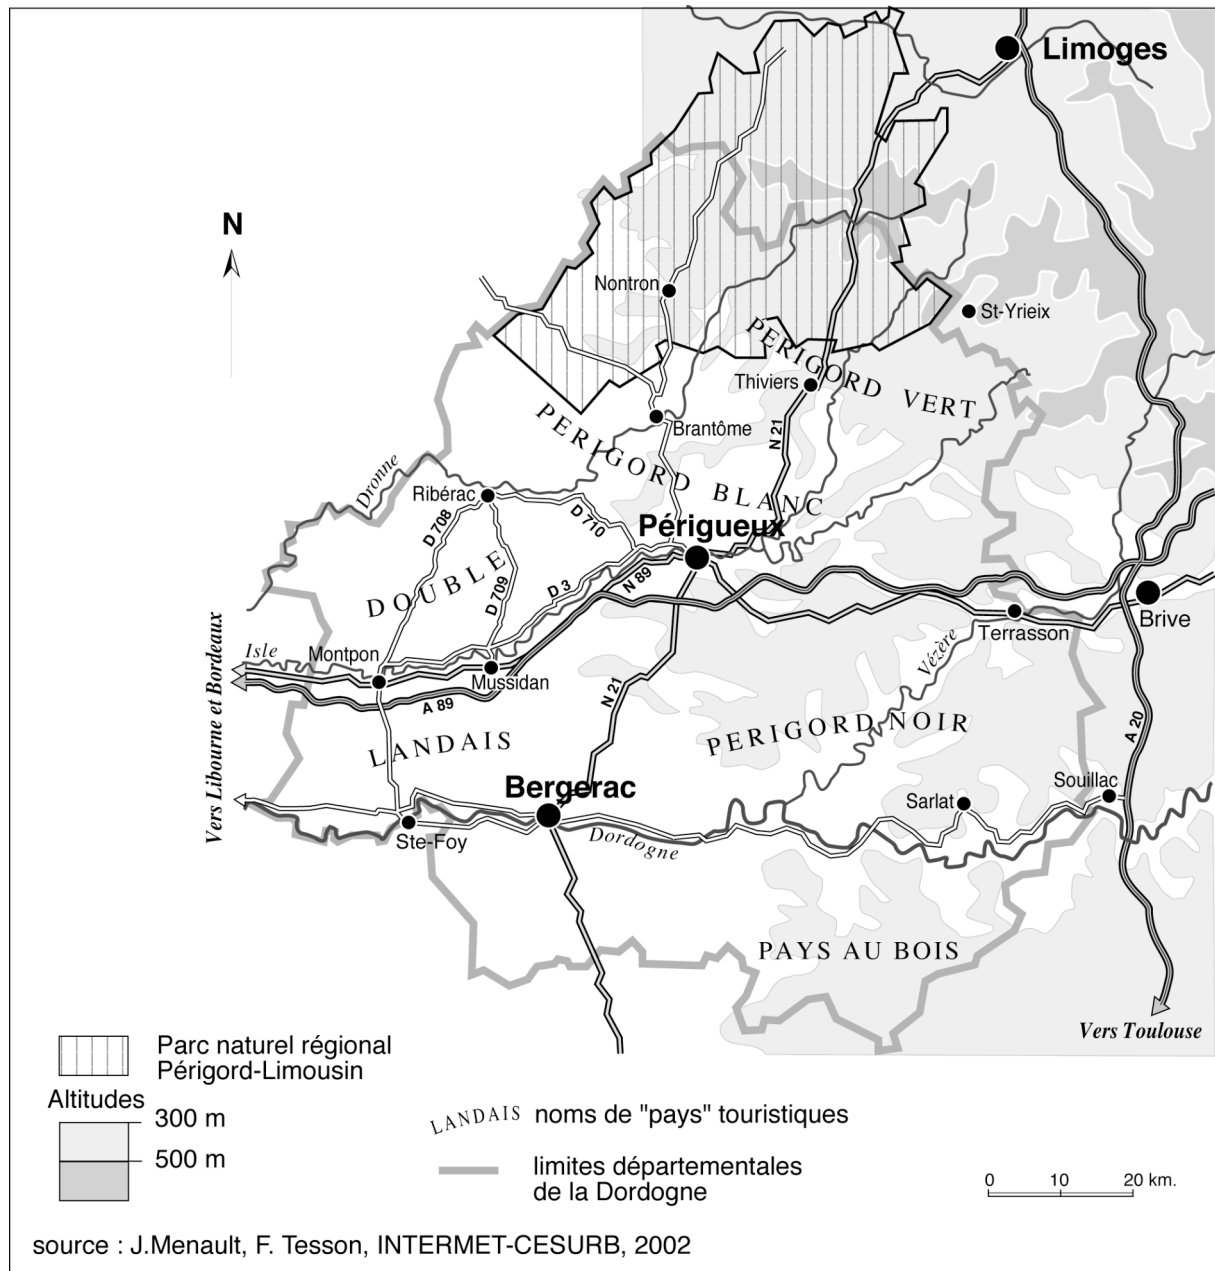 Limoges
N
Nontron
St-Yrieix
PERIGORD VERT
Thiviers
N 21
Brantôme
PERIGORD BLANC
Dronne
Ribérac
D 708
D 710
Périgueux
DOUBLE
D 709
D 3
N 89
Brive
Terrasson
Vézère
Isle
Montpon
Mussidan
A 89
N 21
Vers Libourne et Bordeaux
LANDAIS
PERIGORD NOIR
A 20
Bergerac
Souillac
Sarlat
Ste-Foy
Dordogne
PAYS AU BOIS
Vers Toulouse
Parc naturel régional
Périgord-Limousin
Altitudes
300 m
500 m
LANDAIS
noms de "pays" touristiques
limites départementales
de la Dordogne
0 10 20 km.
source : J.Menault, F. Tesson, INTERMET-CESURB, 2002